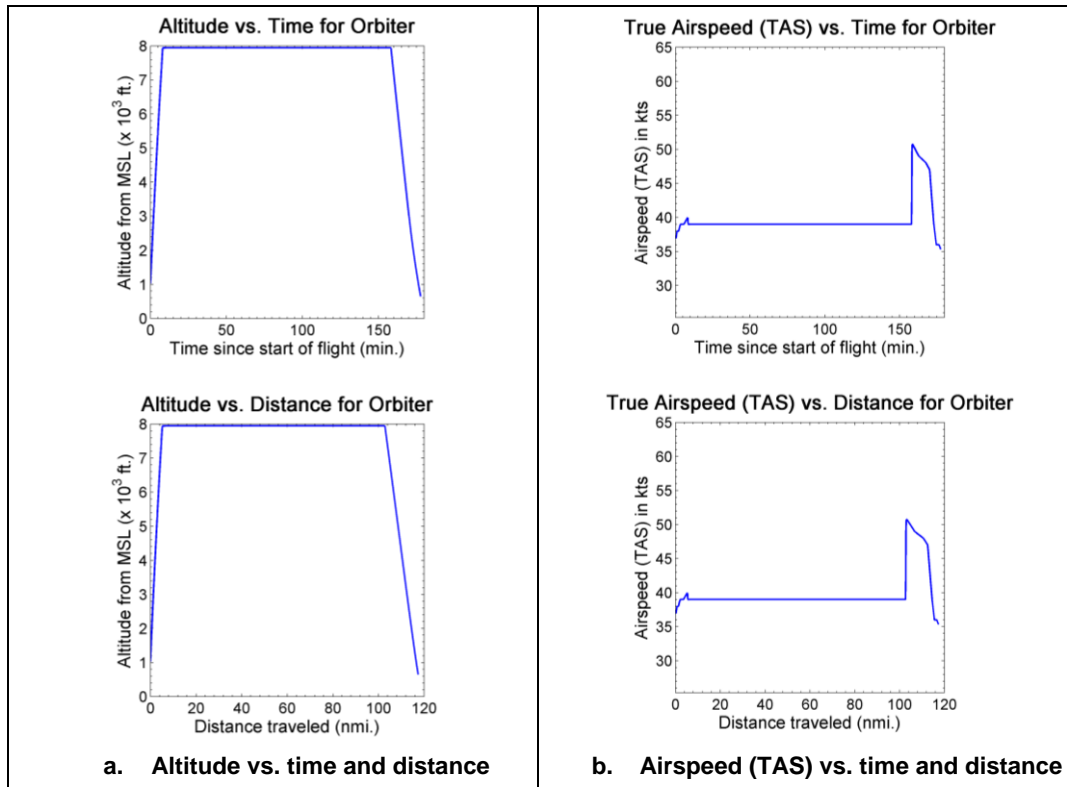 Altitude vs. Time for Orbiter
8
7
6
5
4
3
2
1
0
Altitude from MSL (x 10³ ft.)
0 50 100 150
Time since start of flight (min.)
Altitude vs. Distance for Orbiter
8
7
6
5
4
3
2
1
0
Altitude from MSL (x 10³ ft.)
0 20 40 60 80 100 120
Distance traveled (nmi.)
a. Altitude vs. time and distance
True Airspeed (TAS) vs. Time for Orbiter
65
60
55
50
45
40
35
30
Airspeed (TAS) in kts
0 50 100 150
Time since start of flight (min.)
True Airspeed (TAS) vs. Distance for Orbiter
65
60
55
50
45
40
35
30
Airspeed (TAS) in kts
0 20 40 60 80 100 120
Distance traveled (nmi.)
b. Airspeed (TAS) vs. time and distance